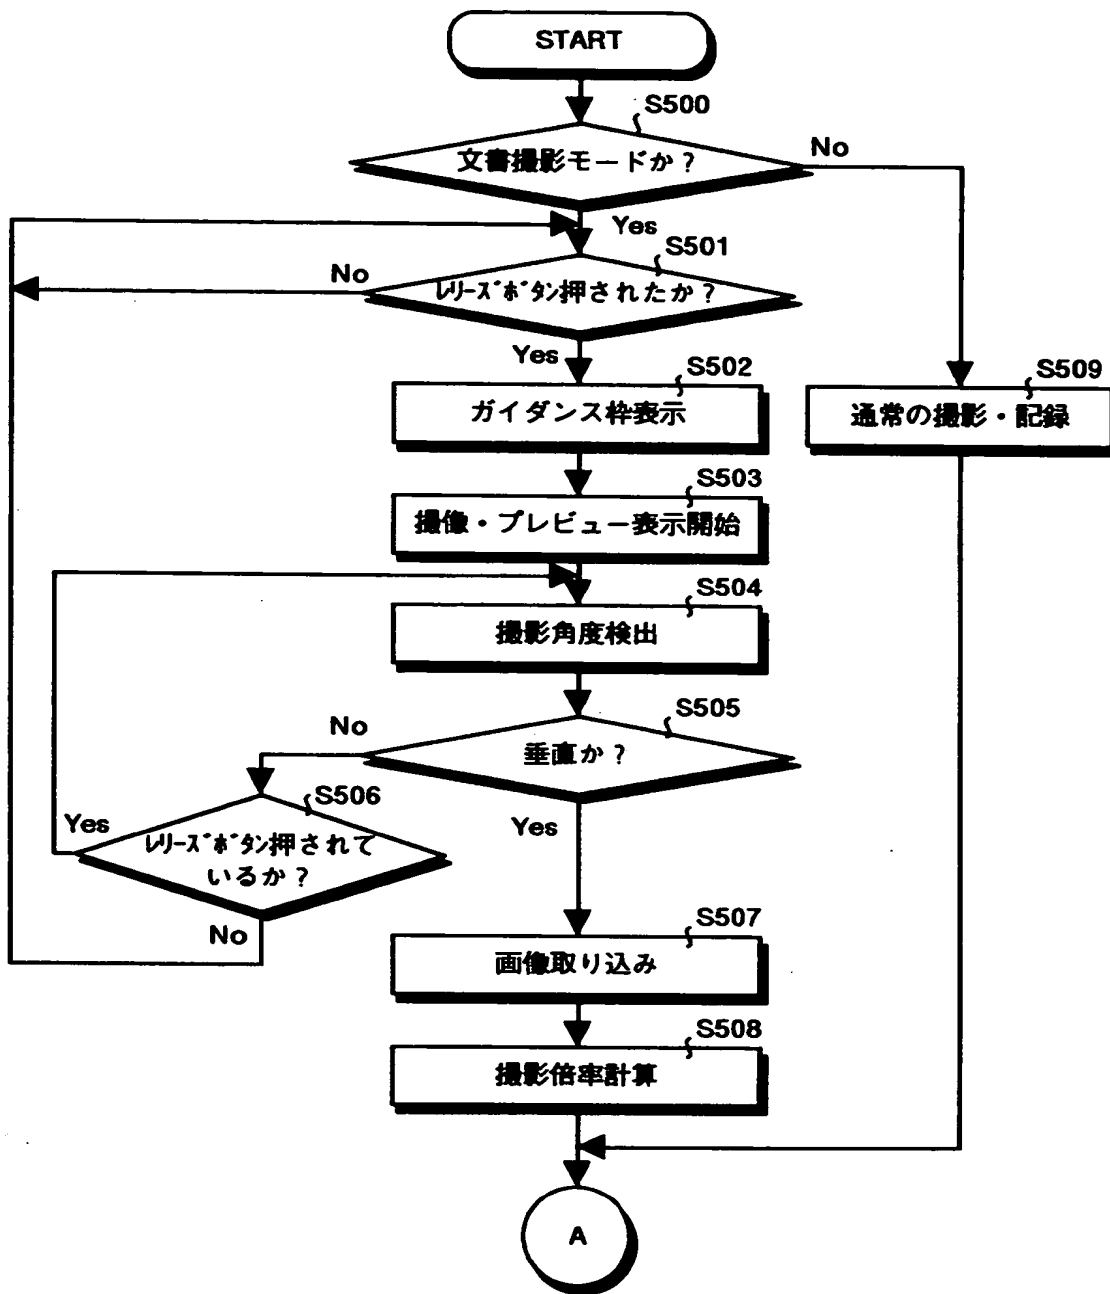 START
S500
文書撮影モードか？
No
Yes
S501
No
ﾚﾘｰｽﾞﾎﾞﾀﾝ押されたか？
Yes
S502
ガイダンス枠表示
S509
通常の撮影・記録
S503
撮像・プレビュー表示開始
S504
撮影角度検出
S505
No
垂直か？
Yes
S506
Yes
ﾚﾘｰｽﾞﾎﾞﾀﾝ押されて
いるか？
No
S507
画像取り込み
S508
撮影倍率計算
A